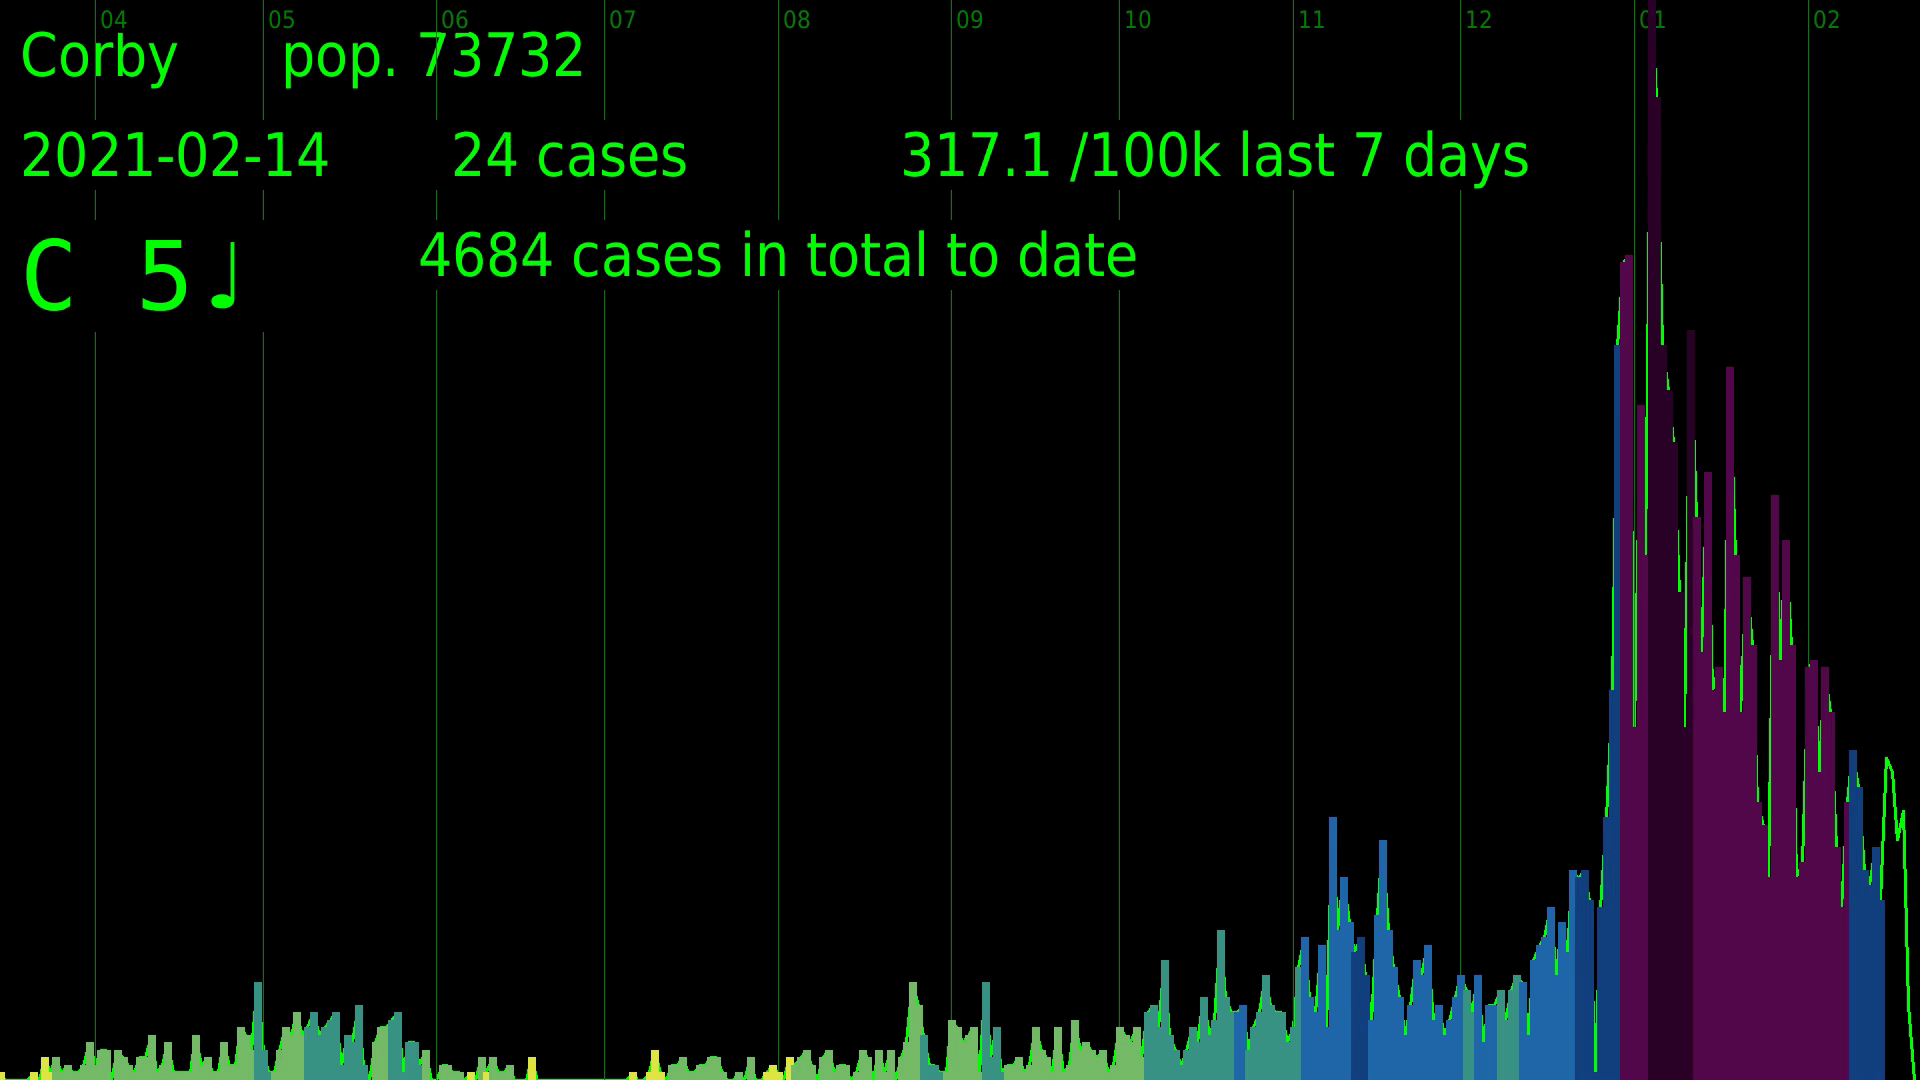 04 05 06 07 08 09 10 11 12 01 02
Corby pop. 73732
2021-02-14 24 cases 317.1 /100k last 7 days
C 5♩ 4684 cases in total to date